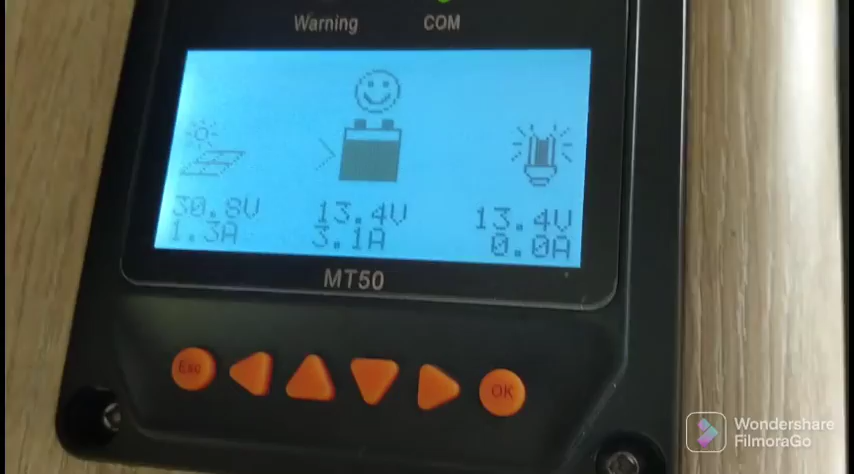 Warning COM
30.8V 13.4V 13.4V
1.3A 3.1A 0.0A
MT50
Esc OK
Wondershare
FilmoraGo